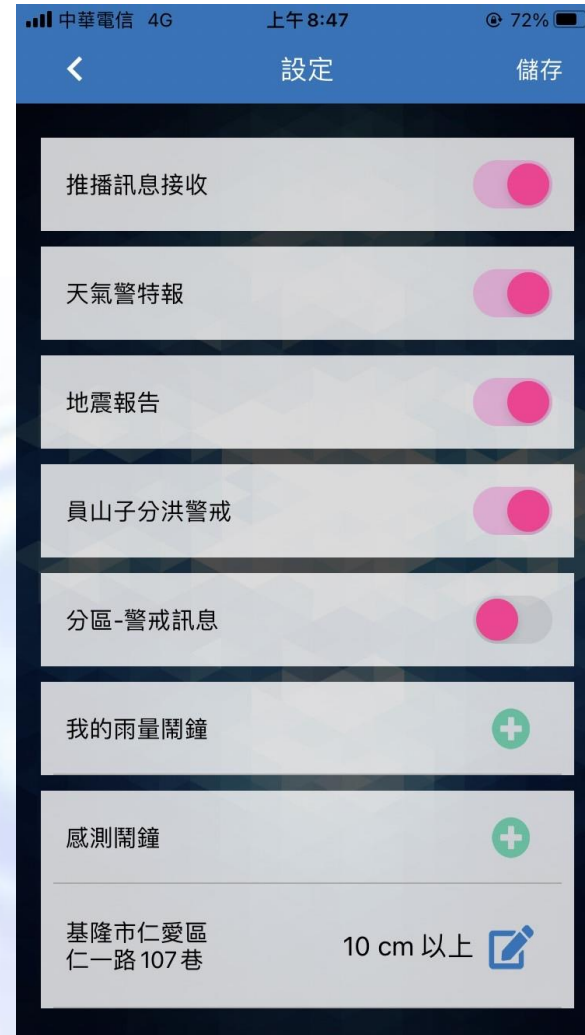 中華電信 4G 上午8:47 72%
設定 儲存
推播訊息接收
天氣警特報
地震報告
員山子分洪警戒
分區-警戒訊息
我的雨量鬧鐘
感測鬧鐘
基隆市仁愛區
仁一路107巷 10 cm 以上